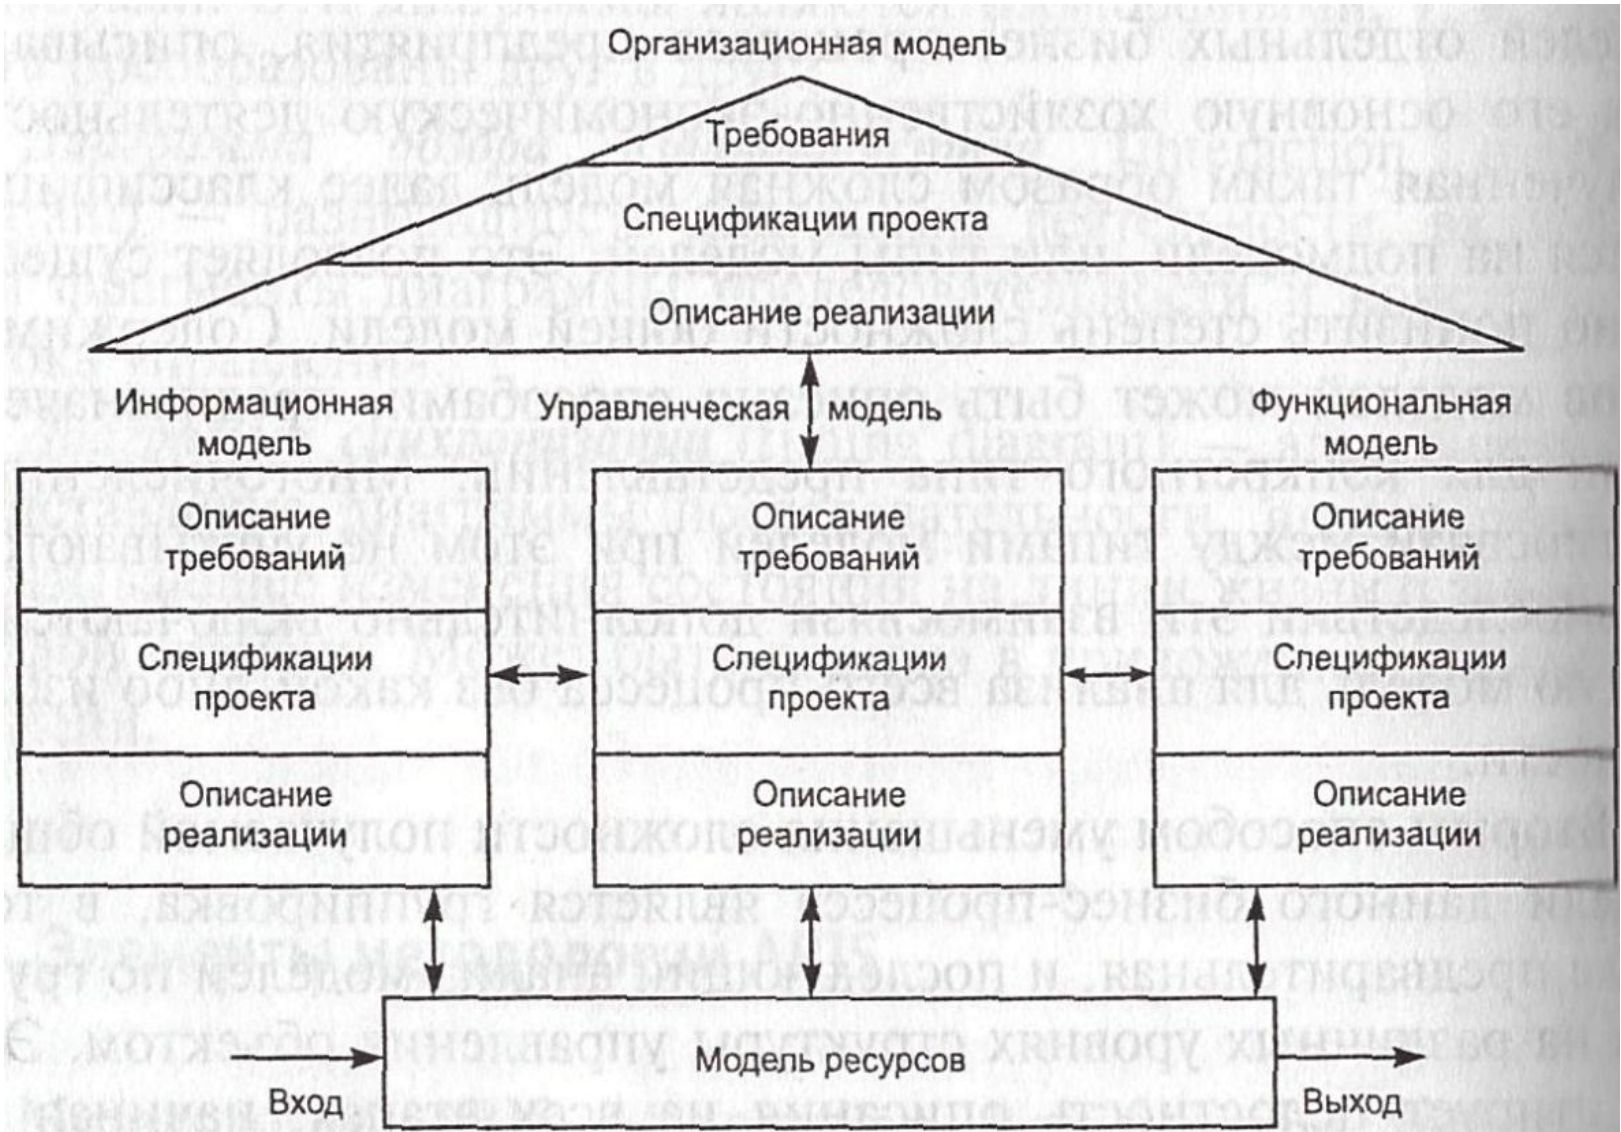 Организационная модель
Требования
Спецификации проекта
Описание реализации
Информационная
модель
Управленческая модель
Функциональная
модель
Описание
требований
Спецификации
проекта
Описание
реализации
Описание
требований
Спецификации
проекта
Описание
реализации
Описание
требований
Спецификации
проекта
Описание
реализации
Вход
Модель ресурсов
Выход